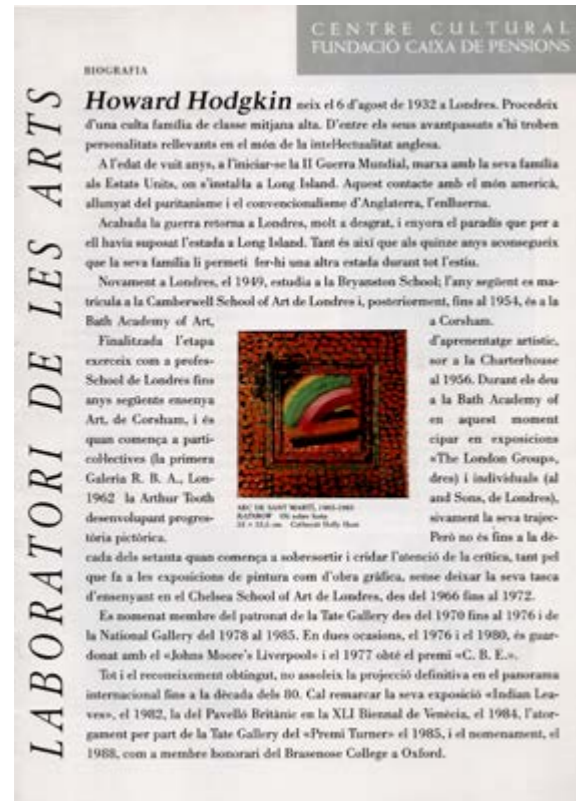 CENTRE CULTURAL
FUNDACIÓ CAIXA DE PENSIONS
LABORATORI DE LES ARTS
BIOGRAFIA
Howard Hodgkin neix el 6 d'agost de 1932 a Londres. Procedeix
d'una culta família de classe mitjana alta. D'entre els seus avantpassats s'hi troben
personalitats rellevants en el món de la intel·lectualitat anglesa.
A l'edat de vuit anys, a l'iniciar-se la II Guerra Mundial, marxa amb la seva família
als Estats Units, on s'instal·la a Long Island. Aquest contacte amb el món americà,
allunyat del puritanisme i el convencionalisme d'Anglaterra, l'enlluerna.
Acabada la guerra retorna a Londres, molt a desgrat, i enyora el paradís que per a
ell havia suposat l'estada a Long Island. Tant és així que als quinze anys aconsegueix
que la seva família li permeti fer-hi una altra estada durant tot l'estiu.
Novament a Londres, el 1949, estudia a la Bryanston School; l'any següent es ma-
tricula a la Camberwell School of Art de Londres i, posteriorment, fins al 1954, és a la
Bath Academy of Art, a Corsham.
Finalitzada l'etapa d'aprenentatge artístic,
exerceix com a profes- sor a la Charterhouse
School de Londres fins al 1956. Durant els deu
anys següents ensenya a la Bath Academy of
Art, de Corsham, i és en aquest moment
quan comença a parti- cipar en exposicions
col·lectives (la primera «The London Group»,
Galeria R. B. A., Lon- dres) i individuals (al
1962 la Arthur Tooth and Sons, de Londres),
desenvolupant progres- sivament la seva trajec-
tòria pictòrica. Però no és fins a la dè-
ARC DE SANT MARTÍ, 1983-1985
RAINBOW Oli sobre fusta
Col·lecció Holly Hunt
cada dels setanta quan comença a sobresortir i cridar l'atenció de la crítica, tant pel
que fa a les exposicions de pintura com d'obra gràfica, sense deixar la seva tasca
d'ensenyant en el Chelsea School of Art de Londres, des del 1966 fins al 1972.
Es nomenat membre del patronat de la Tate Gallery des del 1970 fins al 1976 i de
la National Gallery del 1978 al 1985. En dues ocasions, el 1976 i el 1980, és guar-
donat amb el «Johns Moore's Liverpool» i el 1977 obté el premi «C. B. E.».
Tot i el reconeixement obtingut, no assoleix la projecció definitiva en el panorama
internacional fins a la dècada dels 80. Cal remarcar la seva exposició «Indian Lea-
ves», el 1982, la del Pavelló Britànic en la XLI Biennal de Venècia, el 1984, l'ator-
gament per part de la Tate Gallery del «Premi Turner» el 1985, i el nomenament, el
1988, com a membre honorari del Brasenose College a Oxford.